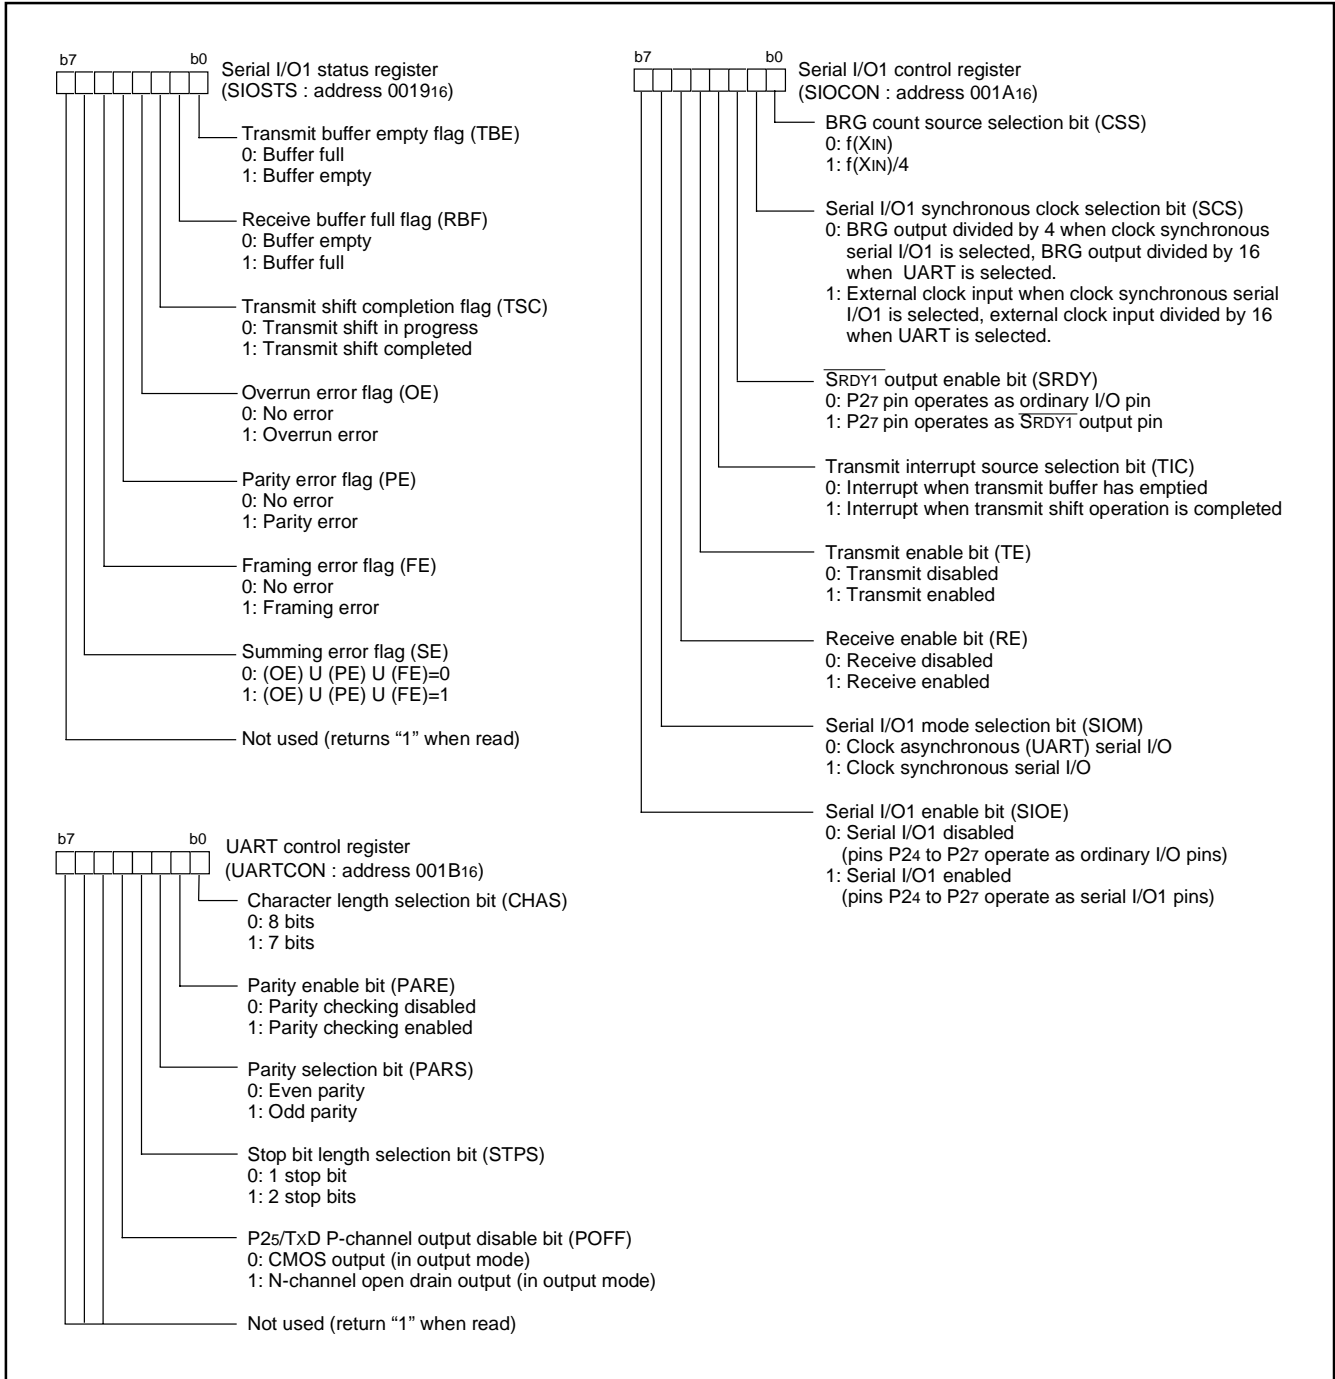 b7 b0
Serial I/O1 status register
(SIOSTS : address 001916)
Transmit buffer empty flag (TBE)
0: Buffer full
1: Buffer empty
Receive buffer full flag (RBF)
0: Buffer empty
1: Buffer full
Transmit shift completion flag (TSC)
0: Transmit shift in progress
1: Transmit shift completed
Overrun error flag (OE)
0: No error
1: Overrun error
Parity error flag (PE)
0: No error
1: Parity error
Framing error flag (FE)
0: No error
1: Framing error
Summing error flag (SE)
0: (OE) U (PE) U (FE)=0
1: (OE) U (PE) U (FE)=1
Not used (returns “1” when read)
b7 b0
UART control register
(UARTCON : address 001B16)
Character length selection bit (CHAS)
0: 8 bits
1: 7 bits
Parity enable bit (PARE)
0: Parity checking disabled
1: Parity checking enabled
Parity selection bit (PARS)
0: Even parity
1: Odd parity
Stop bit length selection bit (STPS)
0: 1 stop bit
1: 2 stop bits
P25/TXD P-channel output disable bit (POFF)
0: CMOS output (in output mode)
1: N-channel open drain output (in output mode)
Not used (return “1” when read)
b7 b0
Serial I/O1 control register
(SIOCON : address 001A16)
BRG count source selection bit (CSS)
0: f(XIN)
1: f(XIN)/4
Serial I/O1 synchronous clock selection bit (SCS)
0: BRG output divided by 4 when clock synchronous
serial I/O1 is selected, BRG output divided by 16
when UART is selected.
1: External clock input when clock synchronous serial
I/O1 is selected, external clock input divided by 16
when UART is selected.
SRDY1 output enable bit (SRDY)
0: P27 pin operates as ordinary I/O pin
1: P27 pin operates as SRDY1 output pin
Transmit interrupt source selection bit (TIC)
0: Interrupt when transmit buffer has emptied
1: Interrupt when transmit shift operation is completed
Transmit enable bit (TE)
0: Transmit disabled
1: Transmit enabled
Receive enable bit (RE)
0: Receive disabled
1: Receive enabled
Serial I/O1 mode selection bit (SIOM)
0: Clock asynchronous (UART) serial I/O
1: Clock synchronous serial I/O
Serial I/O1 enable bit (SIOE)
0: Serial I/O1 disabled
(pins P24 to P27 operate as ordinary I/O pins)
1: Serial I/O1 enabled
(pins P24 to P27 operate as serial I/O1 pins)